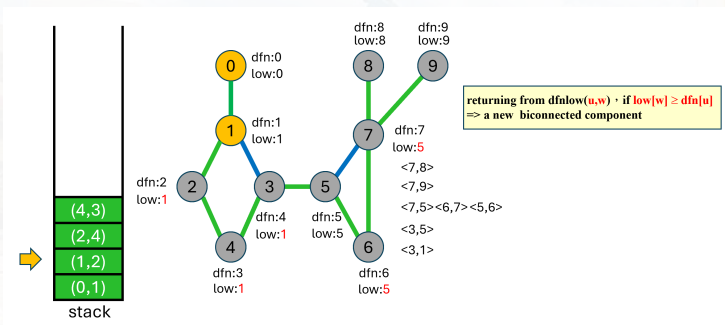 (4,3)
(2,4)
(1,2)
(0,1)
stack
0
dfn:0
low:0
1
dfn:1
low:1
dfn:2
low:1
2
3
dfn:4
low:1
4
dfn:3
low:1
5
dfn:5
low:5
6
dfn:6
low:5
dfn:8
low:8
8
dfn:9
low:9
9
7
dfn:7
low:5
<7,8>
<7,9>
<7,5><6,7><5,6>
<3,5>
<3,1>
returning from dfnlow(u,w),if low[w] ≥ dfn[u]
=> a new biconnected component